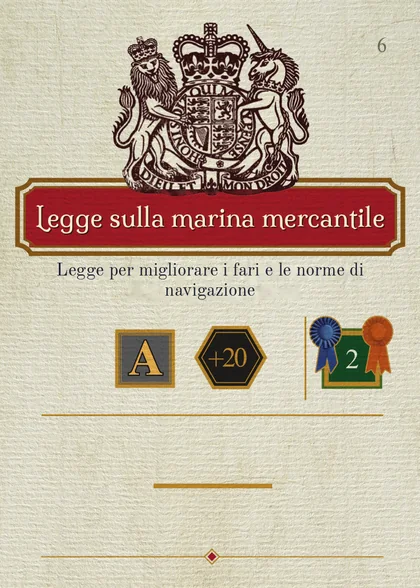 6
DIEU ET MON DROIT
Legge sulla marina mercantile
Legge per migliorare i fari e le norme di
navigazione
A +20 2